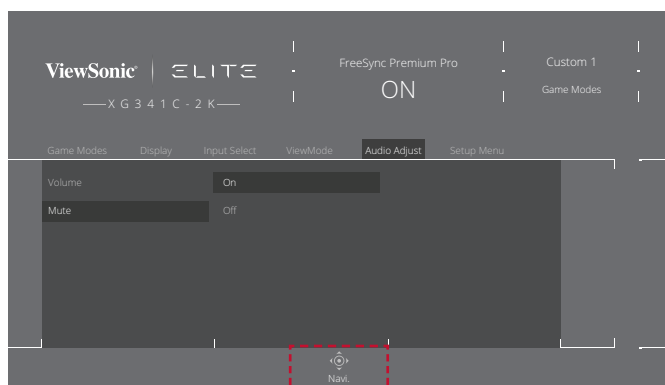 ViewSonic® | ELITE
XG341C-2K
FreeSync Premium Pro
ON
Custom 1
Game Modes
Game Modes Display Input Select ViewMode Audio Adjust Setup Menu
Volume On
Mute Off
Navi.